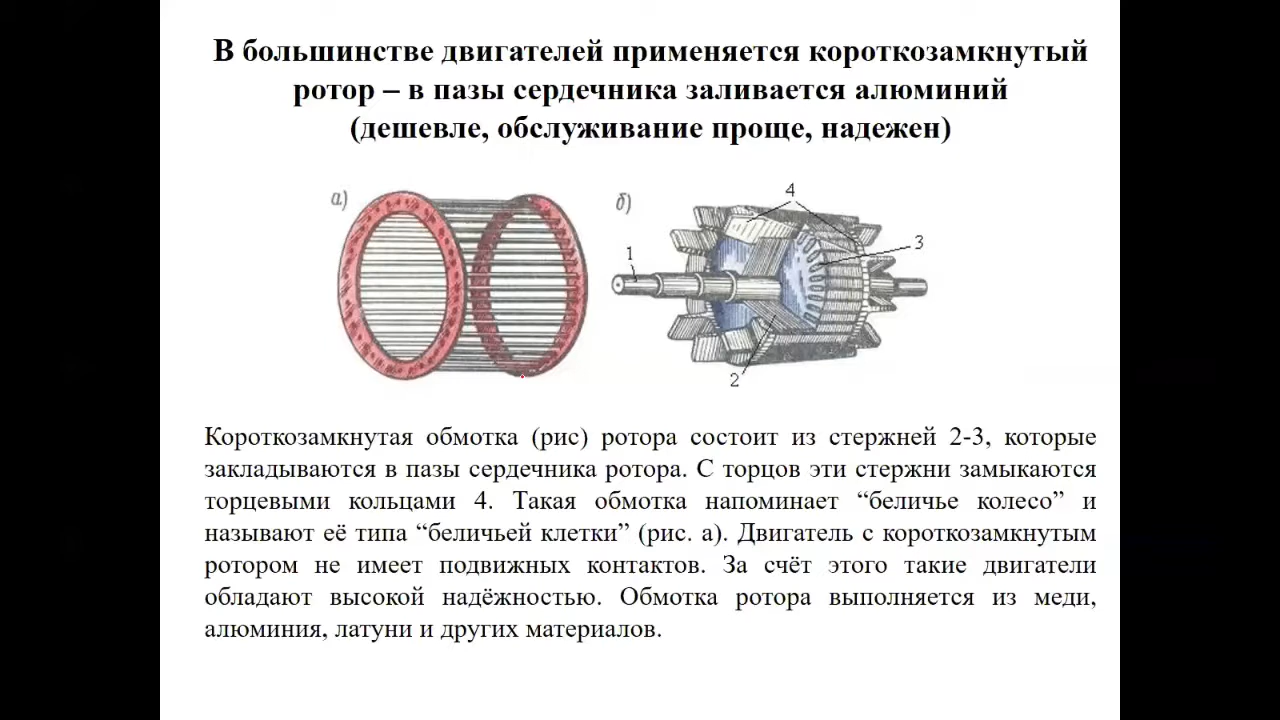 В большинстве двигателей применяется короткозамкнутый
ротор – в пазы сердечника заливается алюминий
(дешевле, обслуживание проще, надежен)
а)
б)
4
1
3
2
Короткозамкнутая обмотка (рис) ротора состоит из стержней 2-3, которые
закладываются в пазы сердечника ротора. С торцов эти стержни замыкаются
торцевыми кольцами 4. Такая обмотка напоминает “беличье колесо” и
называют её типа “беличьей клетки” (рис. а). Двигатель с короткозамкнутым
ротором не имеет подвижных контактов. За счёт этого такие двигатели
обладают высокой надёжностью. Обмотка ротора выполняется из меди,
алюминия, латуни и других материалов.